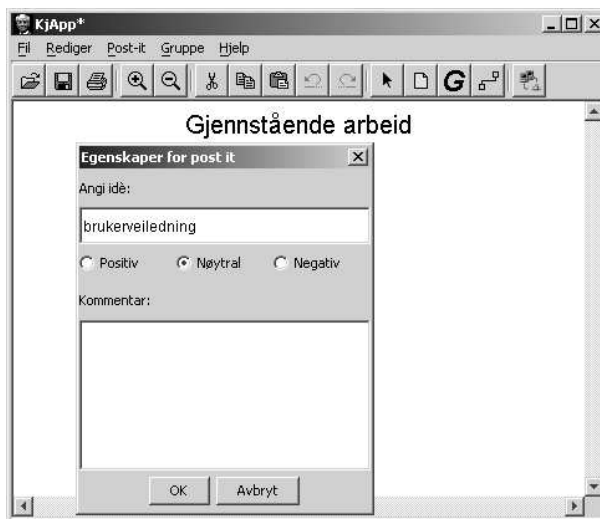 KjApp*
Fil Rediger Post-it Gruppe Hjelp
G
Gjennstående arbeid
Egenskaper for post it
Angi idè:
brukerveiledning
Positiv Nøytral Negativ
Kommentar:
OK Avbryt